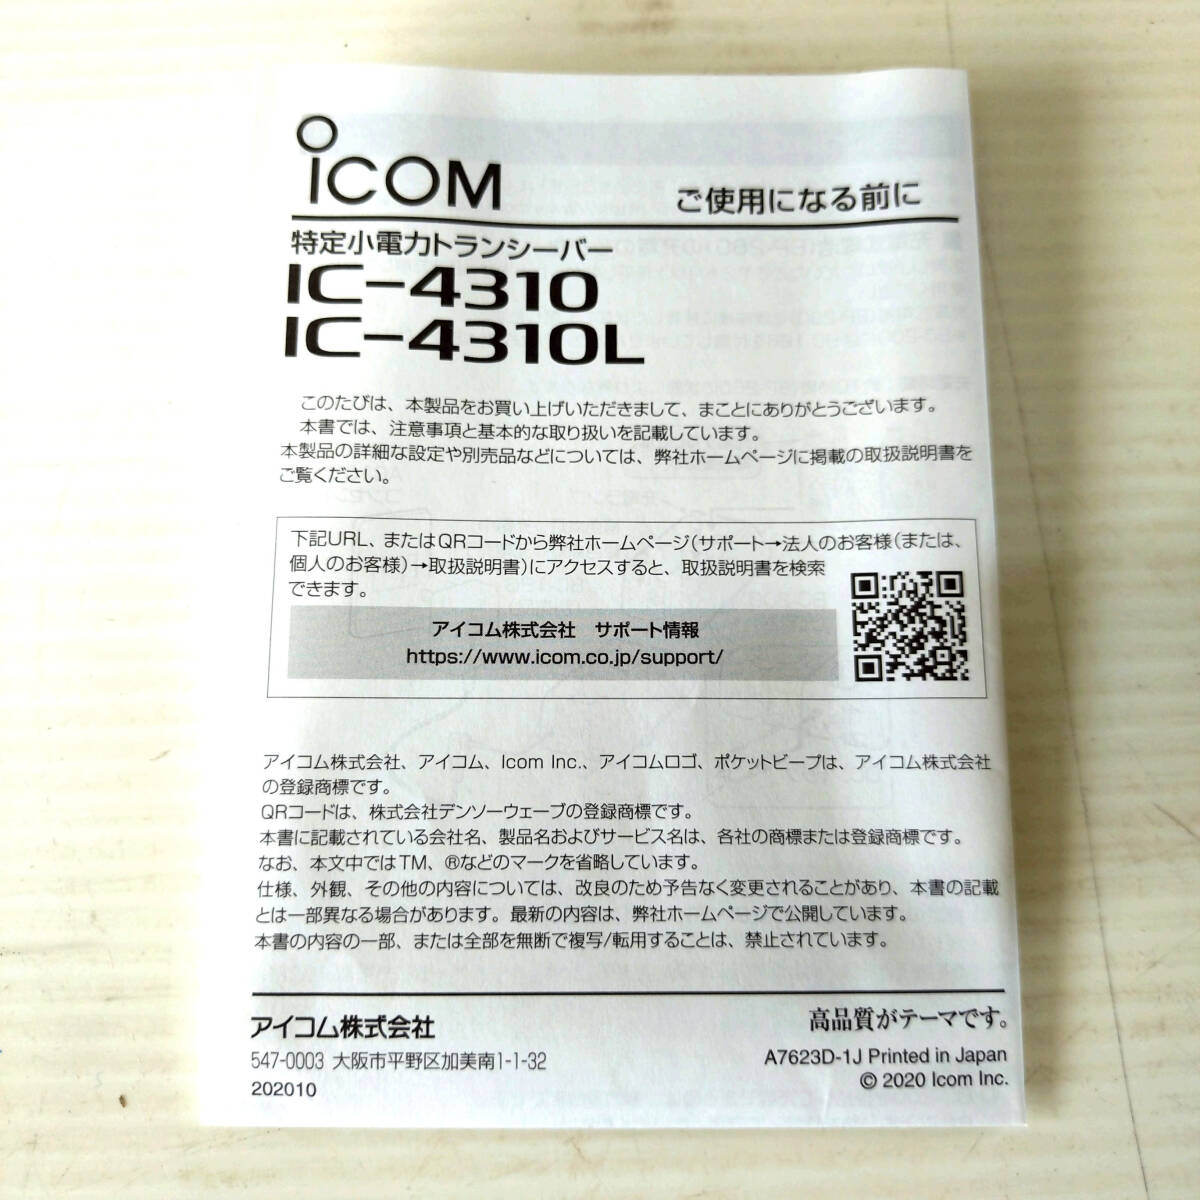 iCOM
ご使用になる前に
特定小電力トランシーバー
IC-4310
IC-4310L
このたびは、本製品をお買い上げいただきまして、まことにありがとうございます。
本書では、注意事項と基本的な取り扱いを記載しています。
本製品の詳細な設定や別売品などについては、弊社ホームページに掲載の取扱説明書を
ご覧ください。
下記URL、またはQRコードから弊社ホームページ(サポート→法人のお客様(または、
個人のお客様)→取扱説明書)にアクセスすると、取扱説明書を検索
できます。
アイコム株式会社 サポート情報
https://www.icom.co.jp/support/
アイコム株式会社、アイコム、Icom Inc.、アイコムロゴ、ポケットビープは、アイコム株式会社
の登録商標です。
QRコードは、株式会社デンソーウェーブの登録商標です。
本書に記載されている会社名、製品名およびサービス名は、各社の商標または登録商標です。
なお、本文中ではTM、®などのマークを省略しています。
仕様、外観、その他の内容については、改良のため予告なく変更されることがあり、本書の記載
とは一部異なる場合があります。最新の内容は、弊社ホームページで公開しています。
本書の内容の一部、または全部を無断で複写/転用することは、禁止されています。
アイコム株式会社
高品質がテーマです。
547-0003 大阪市平野区加美南1-1-32
A7623D-1J Printed in Japan
202010
© 2020 Icom Inc.